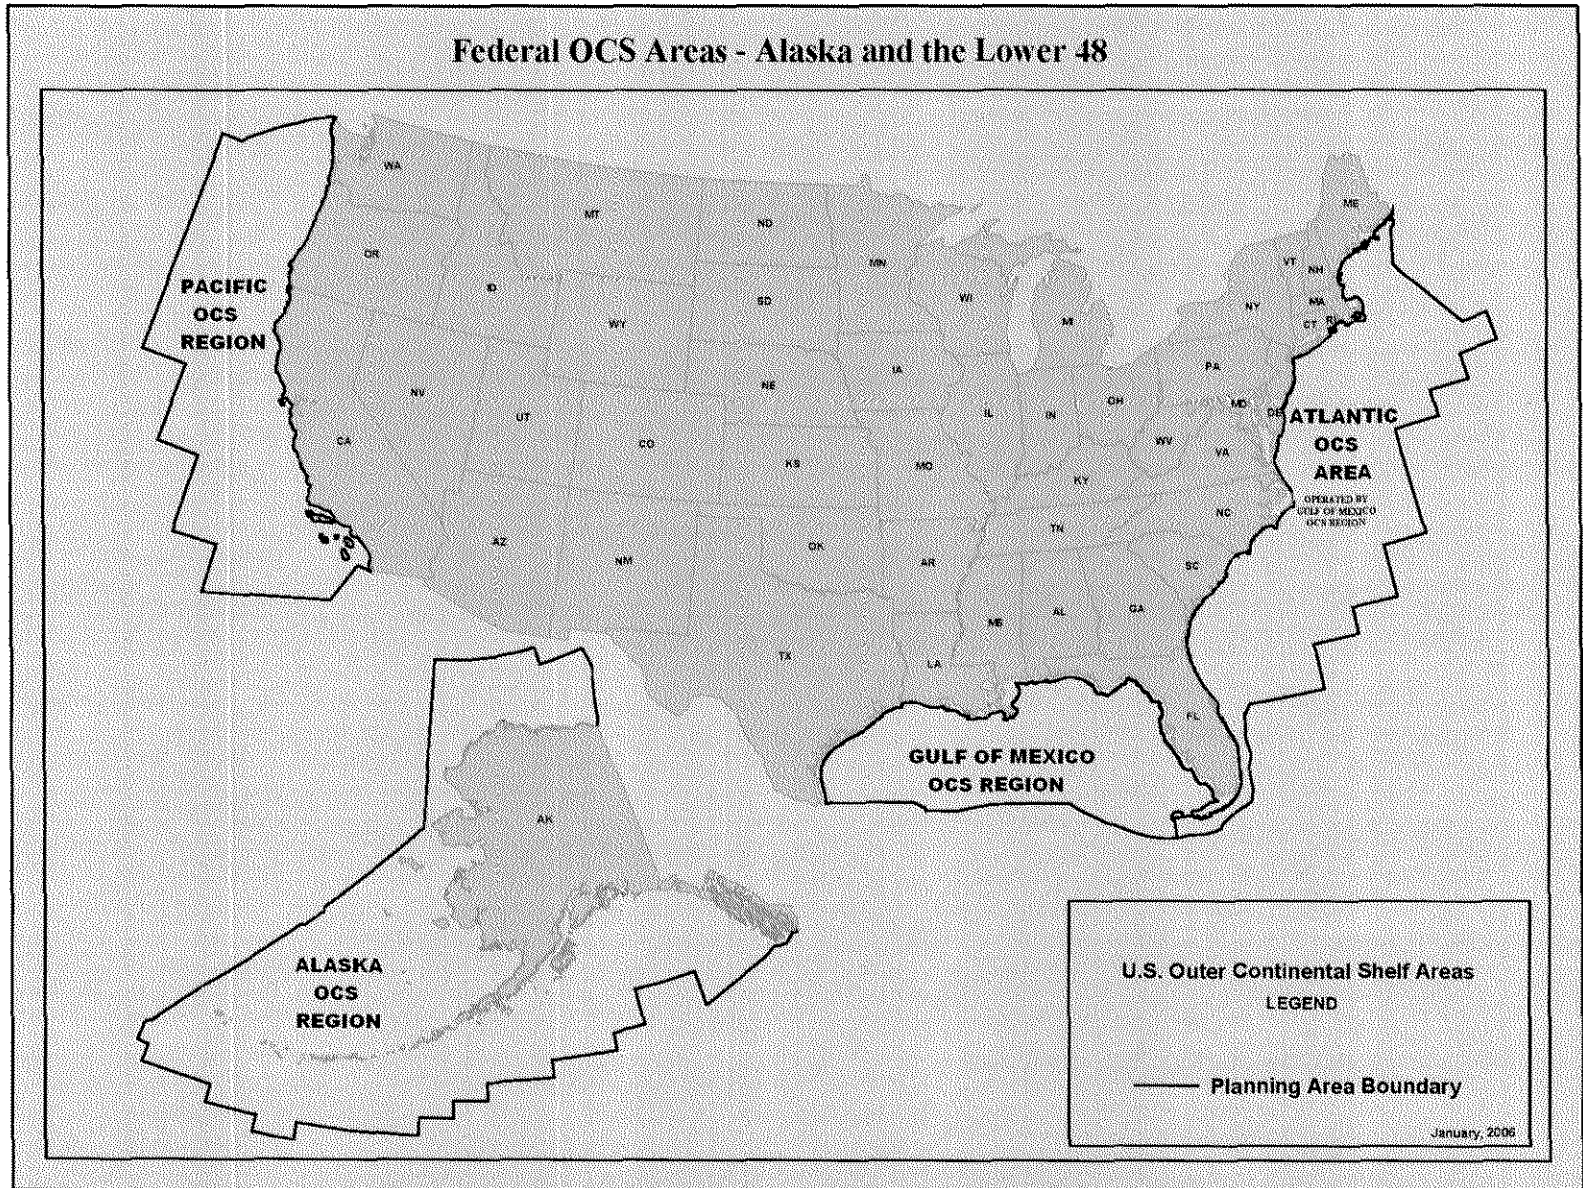 Federal OCS Areas - Alaska and the Lower 48
WA
MT
ND
ME
OR
MN
VT
NH
ID
SD
WI
NY
MA
PACIFIC
OCS
REGION
WY
MI
CT
RI
NV
NE
IA
PA
UT
IL
IN
OH
MD
DE
CA
CO
KS
MO
WV
VA
ATLANTIC
OCS
AREA
OPERATED BY
GULF OF MEXICO
OCS REGION
KY
NC
AZ
NM
OK
AR
TN
SC
TX
LA
MS
AL
GA
FL
GULF OF MEXICO
OCS REGION
AK
ALASKA
OCS
REGION
U.S. Outer Continental Shelf Areas
LEGEND
Planning Area Boundary
January, 2006